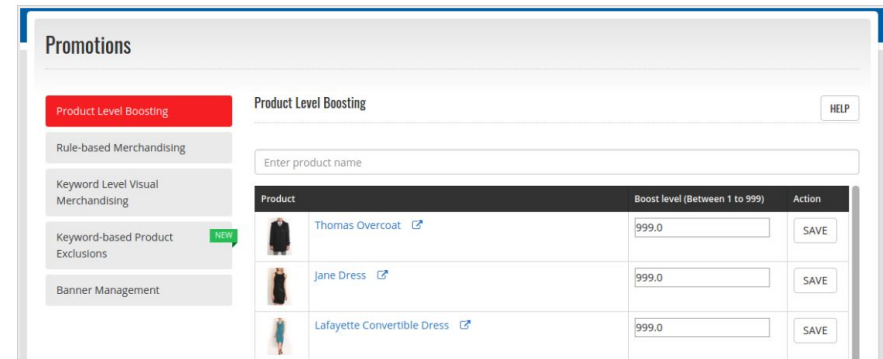 Promotions
Product Level Boosting
Rule-based Merchandising
Keyword Level Visual
Merchandising
Keyword-based Product
Exclusions
NEW
Banner Management
Product Level Boosting
HELP
Enter product name
Product Boost level (Between 1 to 999) Action
Thomas Overcoat 999.0 SAVE
Jane Dress 999.0 SAVE
Lafayette Convertible Dress 999.0 SAVE